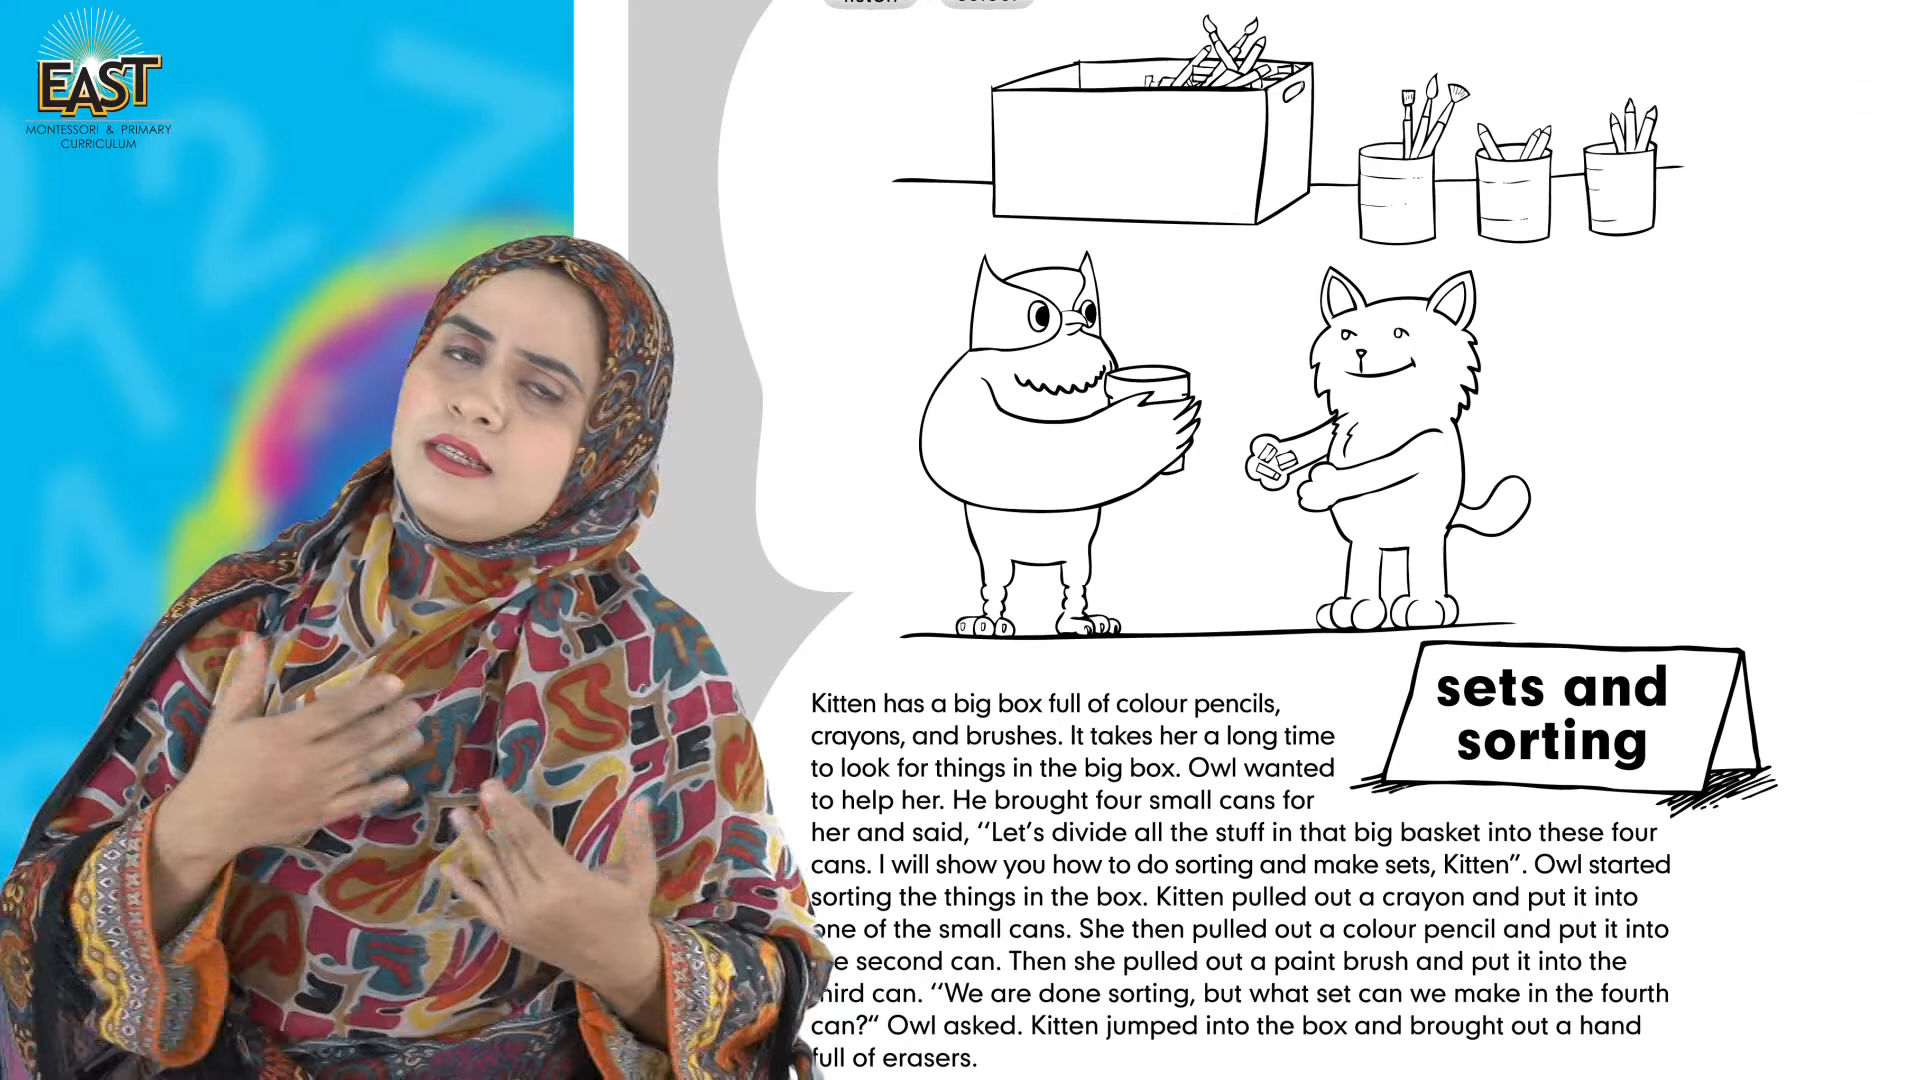 EAST
MONTESSORI & PRIMARY
CURRICULUM
sets and
sorting
Kitten has a big box full of colour pencils,
crayons, and brushes. It takes her a long time
to look for things in the big box. Owl wanted
to help her. He brought four small cans for
her and said, “Let’s divide all the stuff in that big basket into these four
cans. I will show you how to do sorting and make sets, Kitten”. Owl started
sorting the things in the box. Kitten pulled out a crayon and put it into
one of the small cans. She then pulled out a colour pencil and put it into
second can. Then she pulled out a paint brush and put it into the
third can. “We are done sorting, but what set can we make in the fourth
can?“ Owl asked. Kitten jumped into the box and brought out a hand
full of erasers.